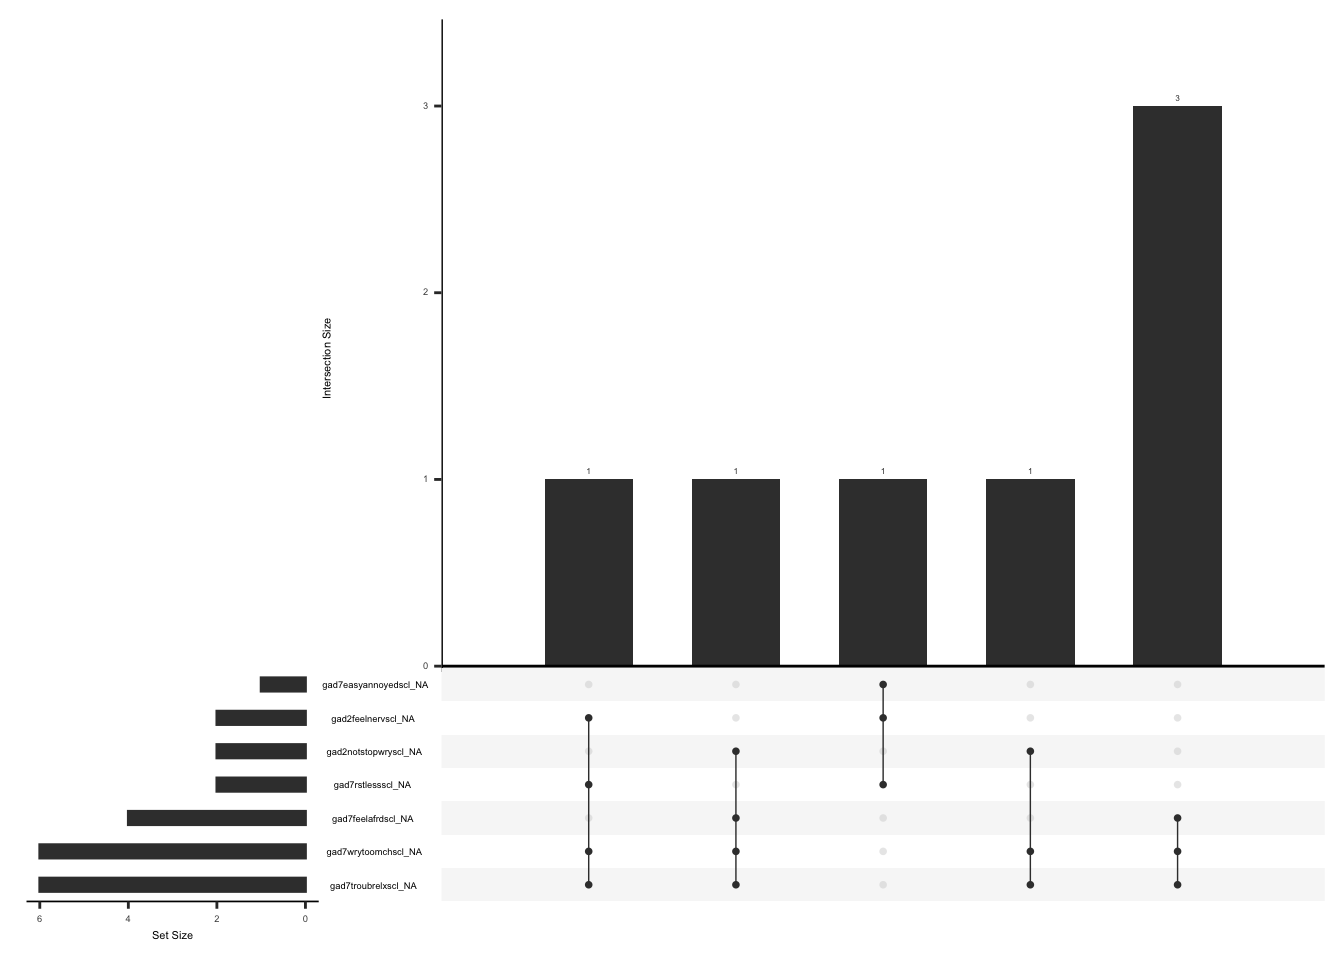 3
3
2
Intersection Size
1
1
1
1
1
0
gad7easyannoyedscl_NA
gad2feelnervscl_NA
gad2notstopwryscl_NA
gad7rstlessscl_NA
gad7feelafrdscl_NA
gad7wrytoomchscl_NA
gad7troubrelxscl_NA
6 4 2 0
Set Size